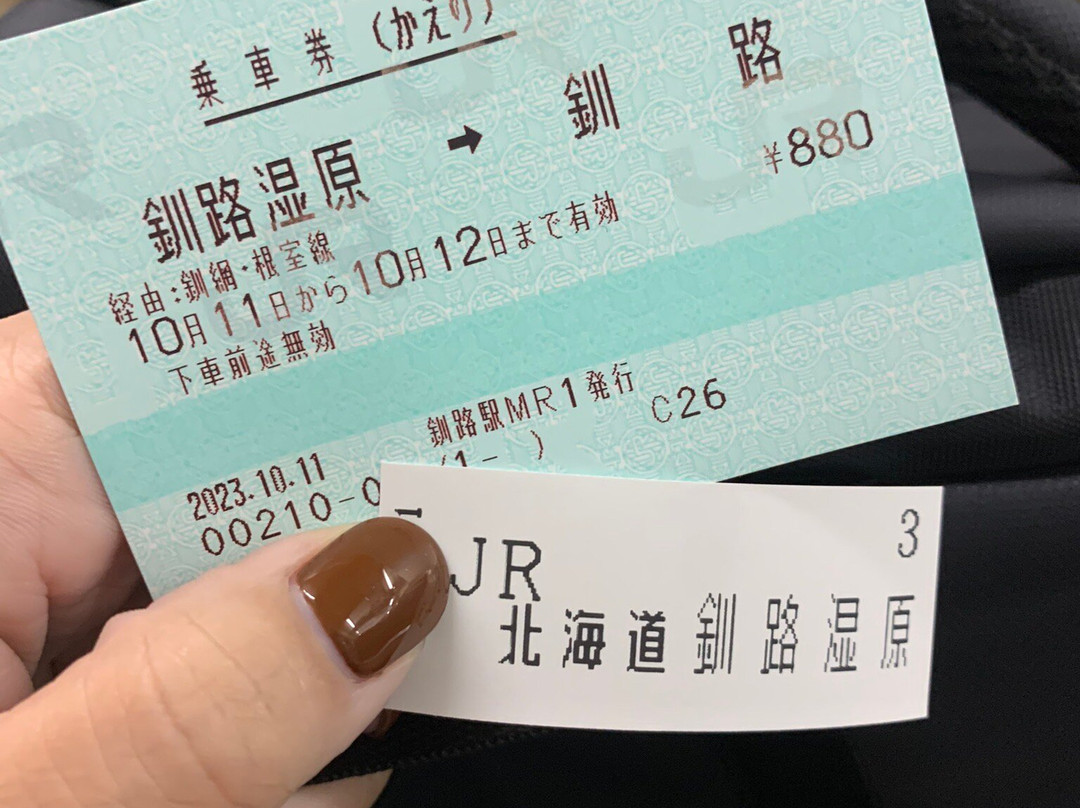 乗車券 (かえり)
釧路湿原 ➡ 釧路
¥880
経由:釧網・根室線
10月11日から10月12日まで有効
下車前途無効
釧路駅MR1発行
2023.10.11 (1- ) C26
00210-0
JR 3
北海道釧路湿原